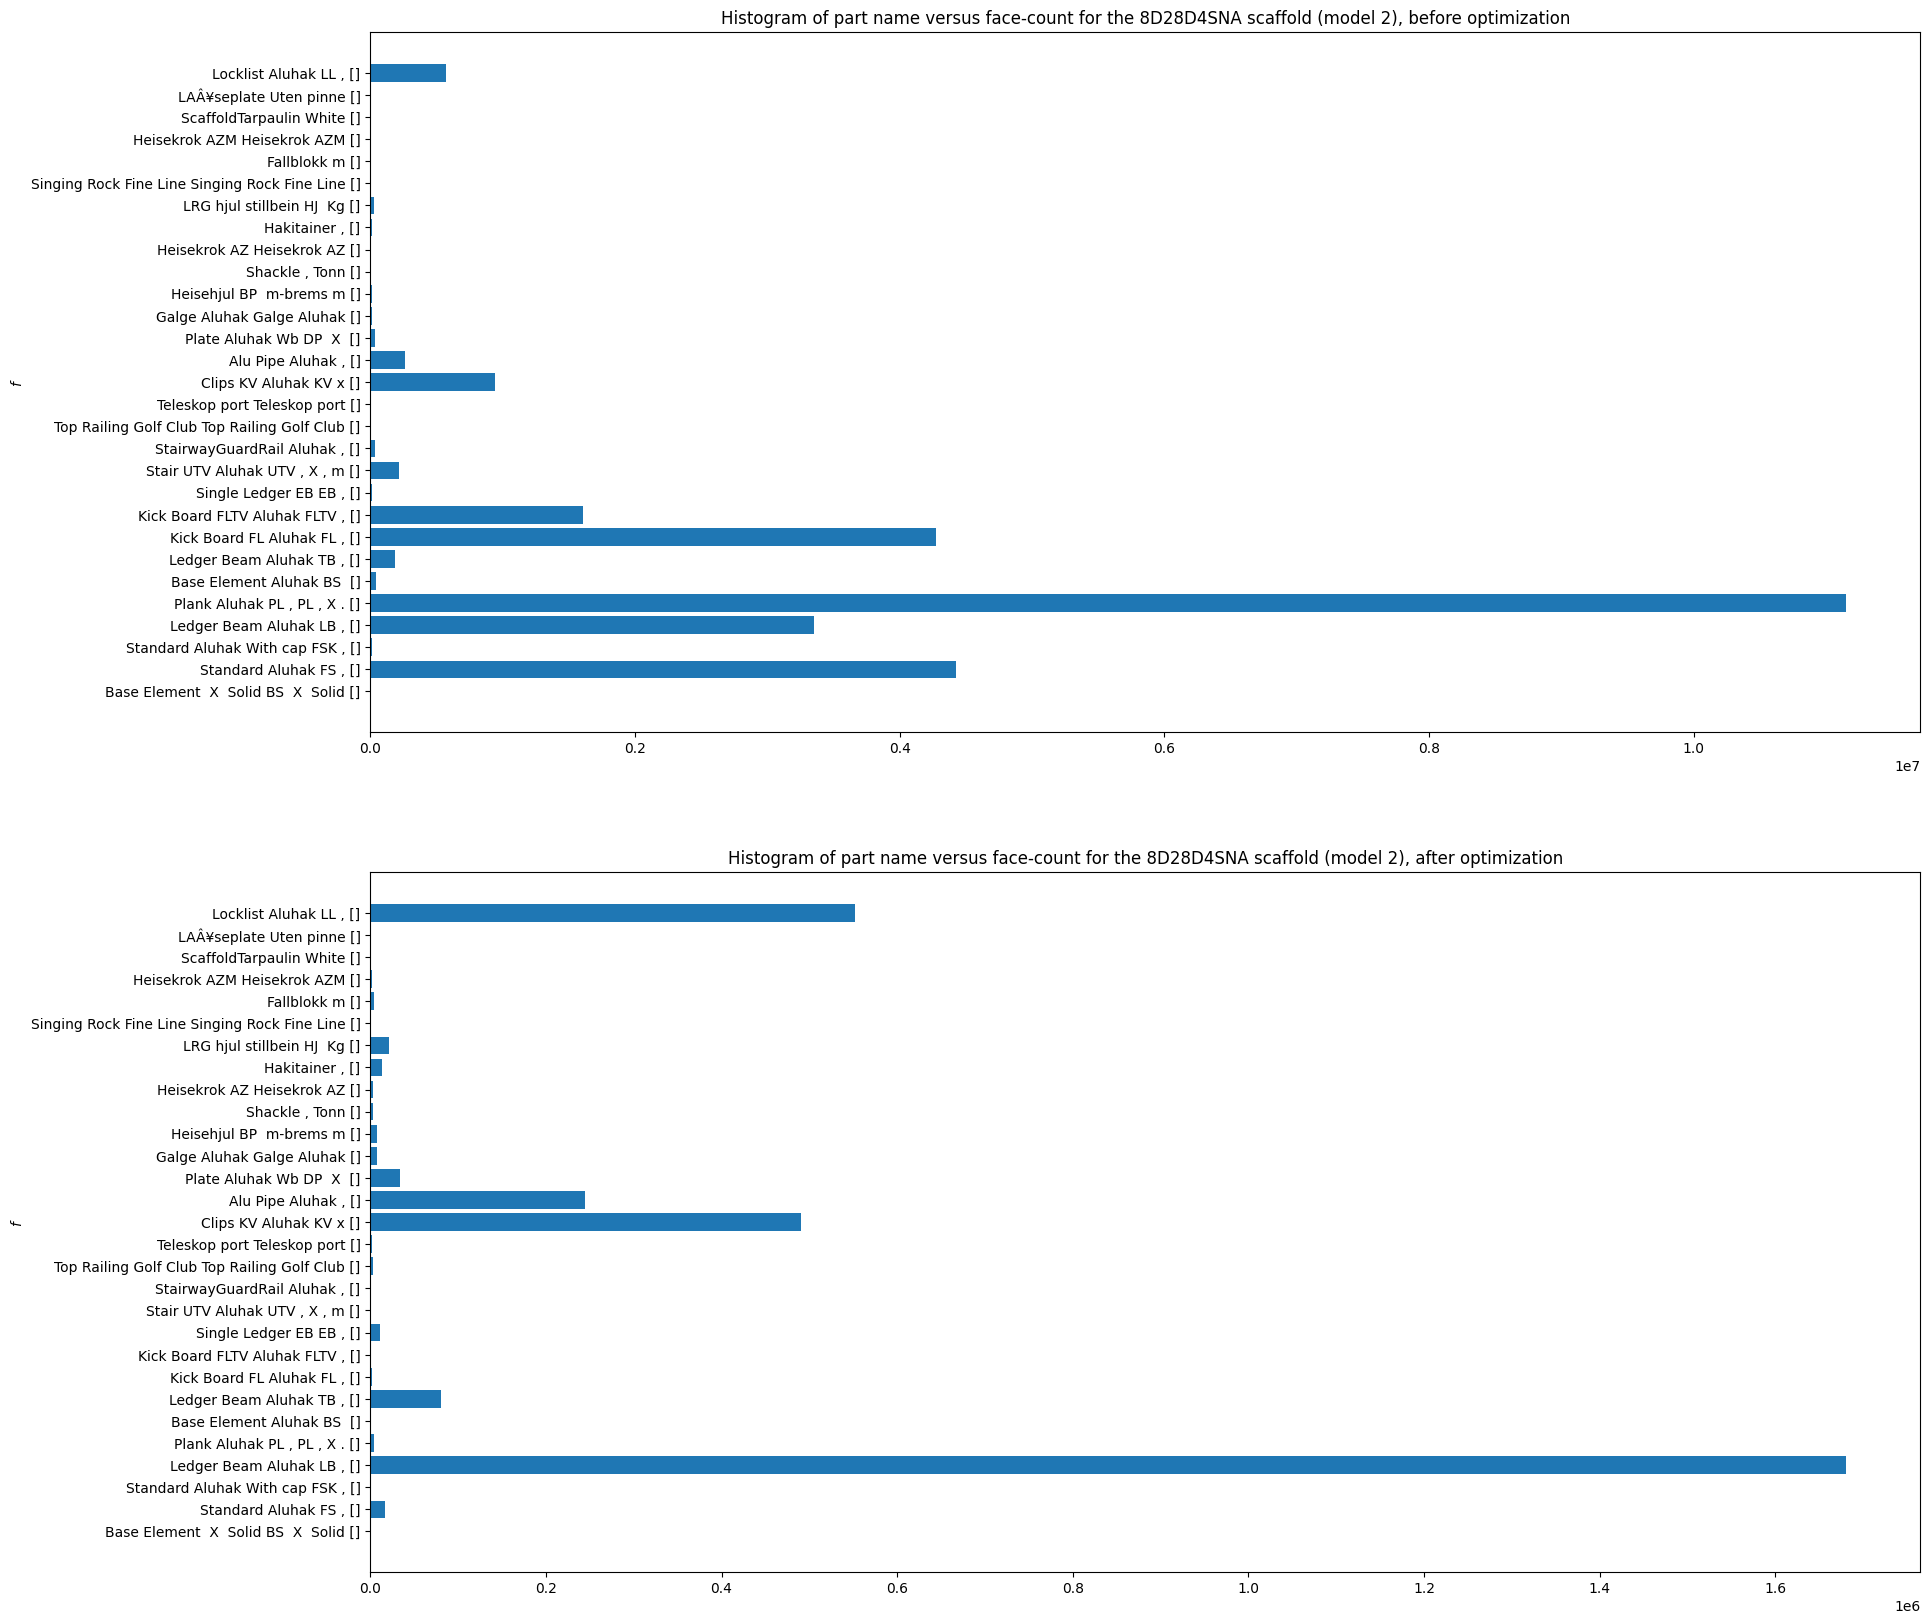 Histogram of part name versus face-count for the 8D28D4SNA scaffold (model 2), before optimization
Locklist Aluhak LL , []
LAÂ¥seplate Uten pinne []
ScaffoldTarpaulin White []
Heisekrok AZM Heisekrok AZM []
Fallblokk m []
Singing Rock Fine Line Singing Rock Fine Line []
LRG hjul stillbein HJ  Kg []
Hakitainer , []
Heisekrok AZ Heisekrok AZ []
Shackle , Tonn []
Heisehjul BP  m-brems m []
Galge Aluhak Galge Aluhak []
Plate Aluhak Wb DP  X  []
Alu Pipe Aluhak , []
Clips KV Aluhak KV x []
f
Teleskop port Teleskop port []
Top Railing Golf Club Top Railing Golf Club []
StairwayGuardRail Aluhak , []
Stair UTV Aluhak UTV , X , m []
Single Ledger EB EB , []
Kick Board FLTV Aluhak FLTV , []
Kick Board FL Aluhak FL , []
Ledger Beam Aluhak TB , []
Base Element Aluhak BS  []
Plank Aluhak PL , PL , X . []
Ledger Beam Aluhak LB , []
Standard Aluhak With cap FSK , []
Standard Aluhak FS , []
Base Element  X  Solid BS  X  Solid []
0.0 0.2 0.4 0.6 0.8 1.0
1e7
Histogram of part name versus face-count for the 8D28D4SNA scaffold (model 2), after optimization
Locklist Aluhak LL , []
LAÂ¥seplate Uten pinne []
ScaffoldTarpaulin White []
Heisekrok AZM Heisekrok AZM []
Fallblokk m []
Singing Rock Fine Line Singing Rock Fine Line []
LRG hjul stillbein HJ  Kg []
Hakitainer , []
Heisekrok AZ Heisekrok AZ []
Shackle , Tonn []
Heisehjul BP  m-brems m []
Galge Aluhak Galge Aluhak []
Plate Aluhak Wb DP  X  []
Alu Pipe Aluhak , []
Clips KV Aluhak KV x []
f
Teleskop port Teleskop port []
Top Railing Golf Club Top Railing Golf Club []
StairwayGuardRail Aluhak , []
Stair UTV Aluhak UTV , X , m []
Single Ledger EB EB , []
Kick Board FLTV Aluhak FLTV , []
Kick Board FL Aluhak FL , []
Ledger Beam Aluhak TB , []
Base Element Aluhak BS  []
Plank Aluhak PL , PL , X . []
Ledger Beam Aluhak LB , []
Standard Aluhak With cap FSK , []
Standard Aluhak FS , []
Base Element  X  Solid BS  X  Solid []
0.0 0.2 0.4 0.6 0.8 1.0 1.2 1.4 1.6
1e6